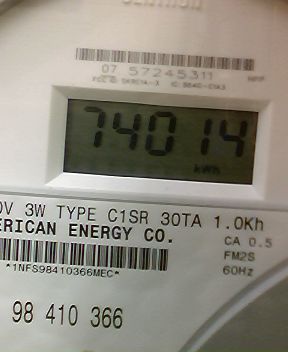 CENTRON
07 57245311
74014
kWh
0V 3W TYPE C1SR 30TA 1.0Kh
ERICAN ENERGY CO.
CA 0.5
FM2S
*1NFS98410366MEC*
60Hz
98 410 366